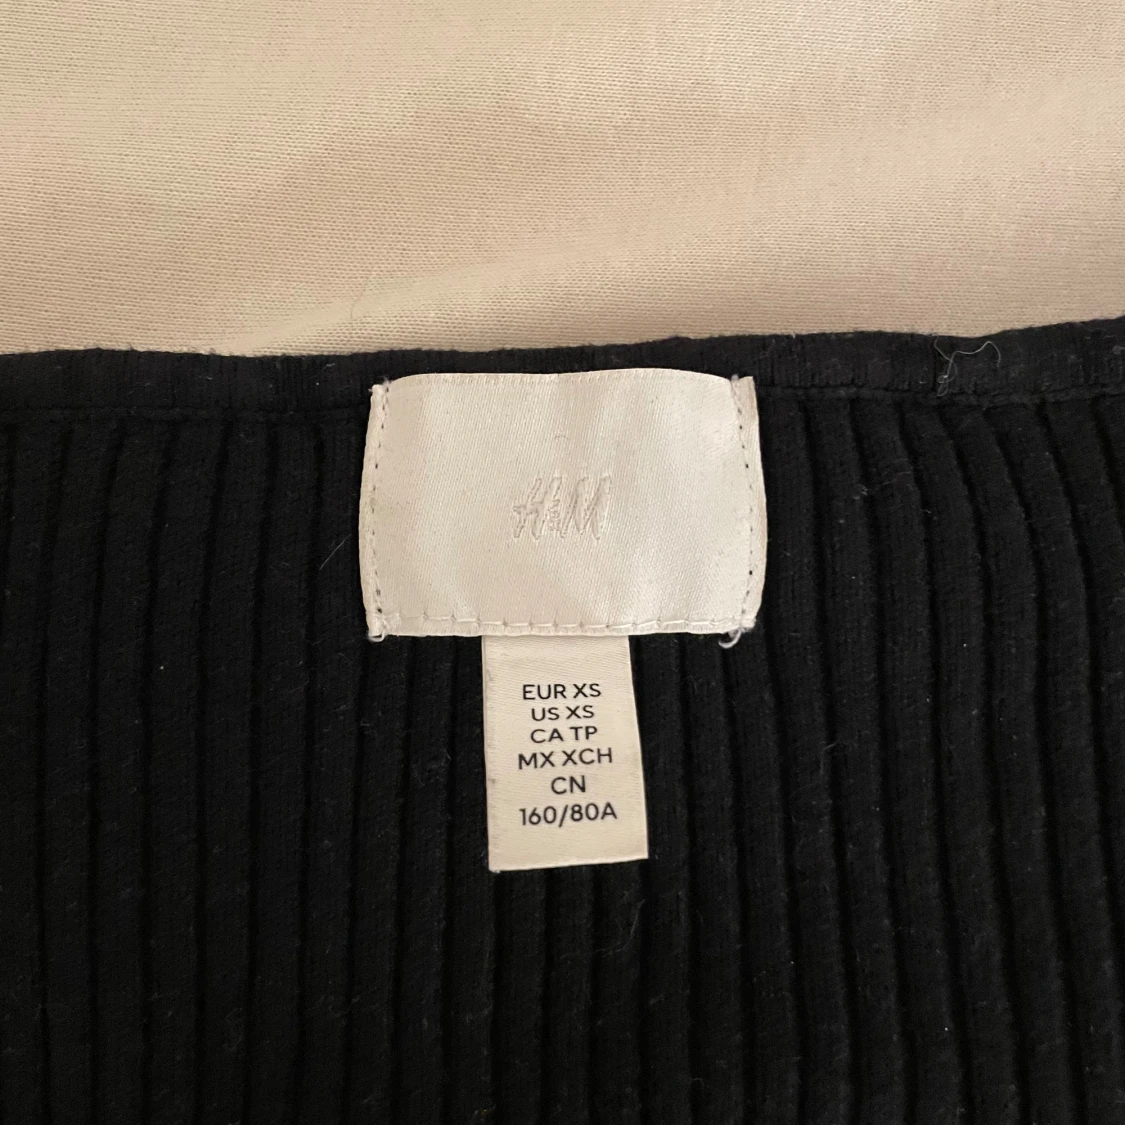 H&M
EUR XS
US XS
CA TP
MX XCH
CN
160/80A